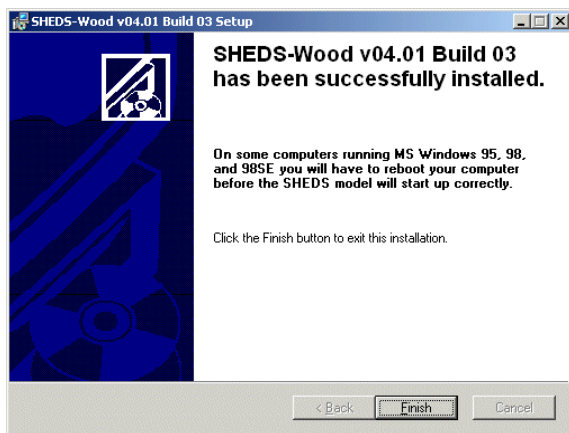 SHEDS-Wood v04.01 Build 03 Setup
SHEDS-Wood v04.01 Build 03
has been successfully installed.
On some computers running MS Windows 95, 98,
and 98SE you will have to reboot your computer
before the SHEDS model will start up correctly.
Click the Finish button to exit this installation.
< Back Finish Cancel